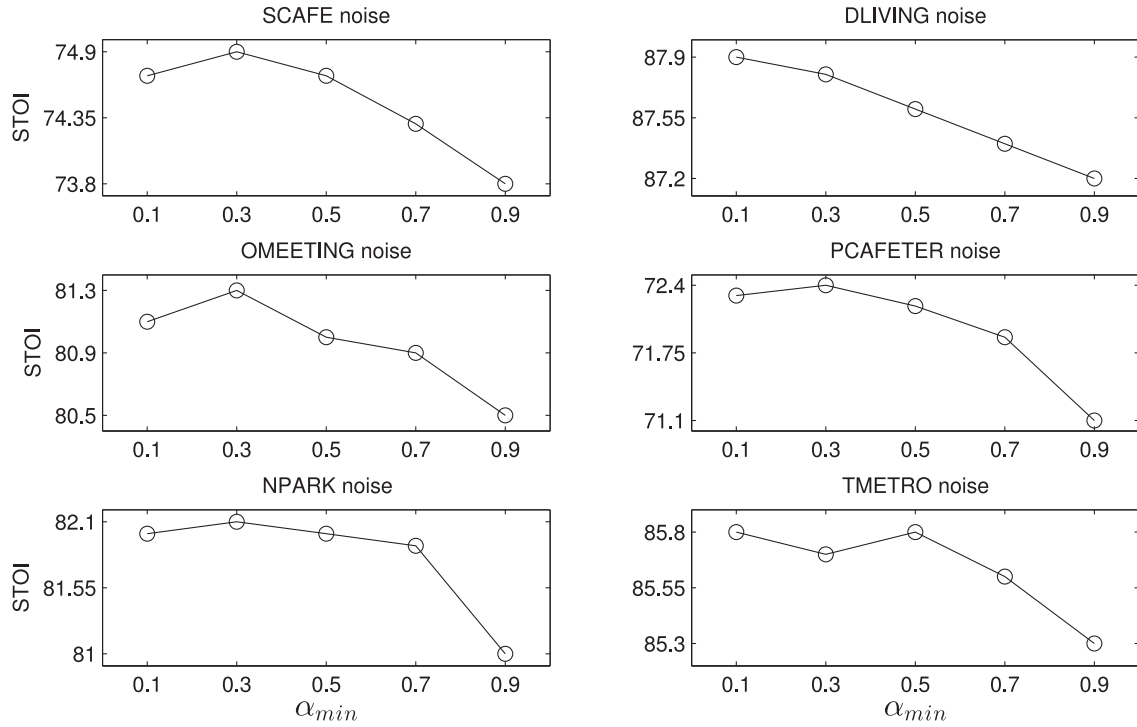 SCAFE noise
STOI
74.9
74.35
73.8
0.1 0.3 0.5 0.7 0.9
DLIVING noise
87.9
87.55
87.2
0.1 0.3 0.5 0.7 0.9
OMEETING noise
STOI
81.3
80.9
80.5
0.1 0.3 0.5 0.7 0.9
PCAFETER noise
72.4
71.75
71.1
0.1 0.3 0.5 0.7 0.9
NPARK noise
STOI
82.1
81.55
81
0.1 0.3 0.5 0.7 0.9
α_min
TMETRO noise
85.8
85.55
85.3
0.1 0.3 0.5 0.7 0.9
α_min